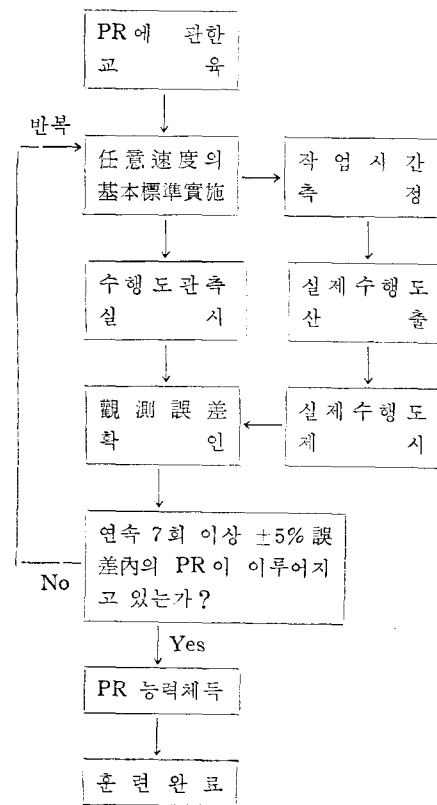 PR에 관한
교 육
반복
任意速度의
基本標準實施
작 업 시 간
측 정
수행도관측
실 시
실제수행도
산 출
觀 測 誤 差
확 인
실제수행도
제 시
연속 7회 이상 ±5% 誤
差內의 PR이 이루어지
고 있는가?
No
Yes
PR 능력체득
훈 련 완 료